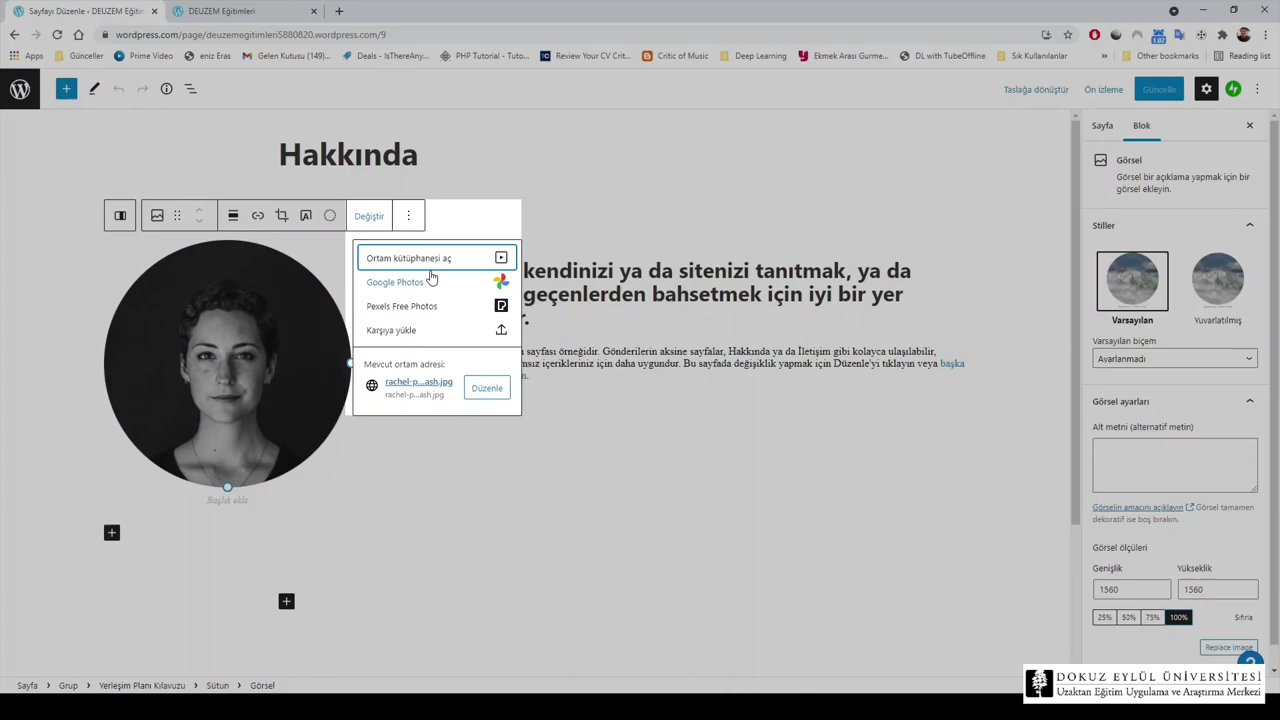 Sayfayı Düzenle ‹ DEUZEM Eğitim
DEUZEM Eğitimleri
wordpress.com/page/deuzemegitimleri5880820.wordpress.com/9
Apps
Günceller
Prime Video
eniz Eras
Gelen Kutusu (149)...
Deals - IsThereAny...
PHP Tutorial - Tut...
Review Your CV Crit...
Critic of Music
Deep Learning
Ekmek Arası Gurme...
DL with TubeOffline
Sık Kullanılanlar
Other bookmarks
Reading list
1.02
Taslağa dönüştür
Ön izleme
Güncelle
Hakkında
Değiştir
Ortam kütüphanesi aç
Google Photos
Pexels Free Photos
Karşıya yükle
Mevcut ortam adresi:
rachel-p...ash.jpg
rachel-p...ash.jpg
Düzenle
kendinizi ya da sitenizi tanıtmak, ya da
geçenlerden bahsetmek için iyi bir yer
r.
sayfası örneğidir. Gönderilerin aksine sayfalar, Hakkında ya da İletişim gibi kolayca ulaşılabilir,
msız içerikleriniz için daha uygundur. Bu sayfada değişiklik yapmak için Düzenle'yi tıklayın veya başka
n.
Başlık ekle
Sayfa
Blok
Görsel
Görsel bir açıklama yapmak için bir
görsel ekleyin.
Stiller
Varsayılan
Yuvarlatılmış
Varsayılan biçem
Ayarlanmadı
Görsel ayarları
Alt metni (alternatif metin)
Görselin amacını açıklayın
Görsel tamamen
dekoratif ise boş bıralon.
Görsel ölçüleri
Genişlik
Yükseklik
1560
1560
25%
50%
75%
100%
Sıfırla
Replace Image
Sayfa
Grup
Yerleşim Planı Kılavuzu
Sütun
Görsel
DOKUZ EYLÜL ÜNİVERSİTESİ
Uzaktan Eğitim Uygulama ve Araştırma Merkezi